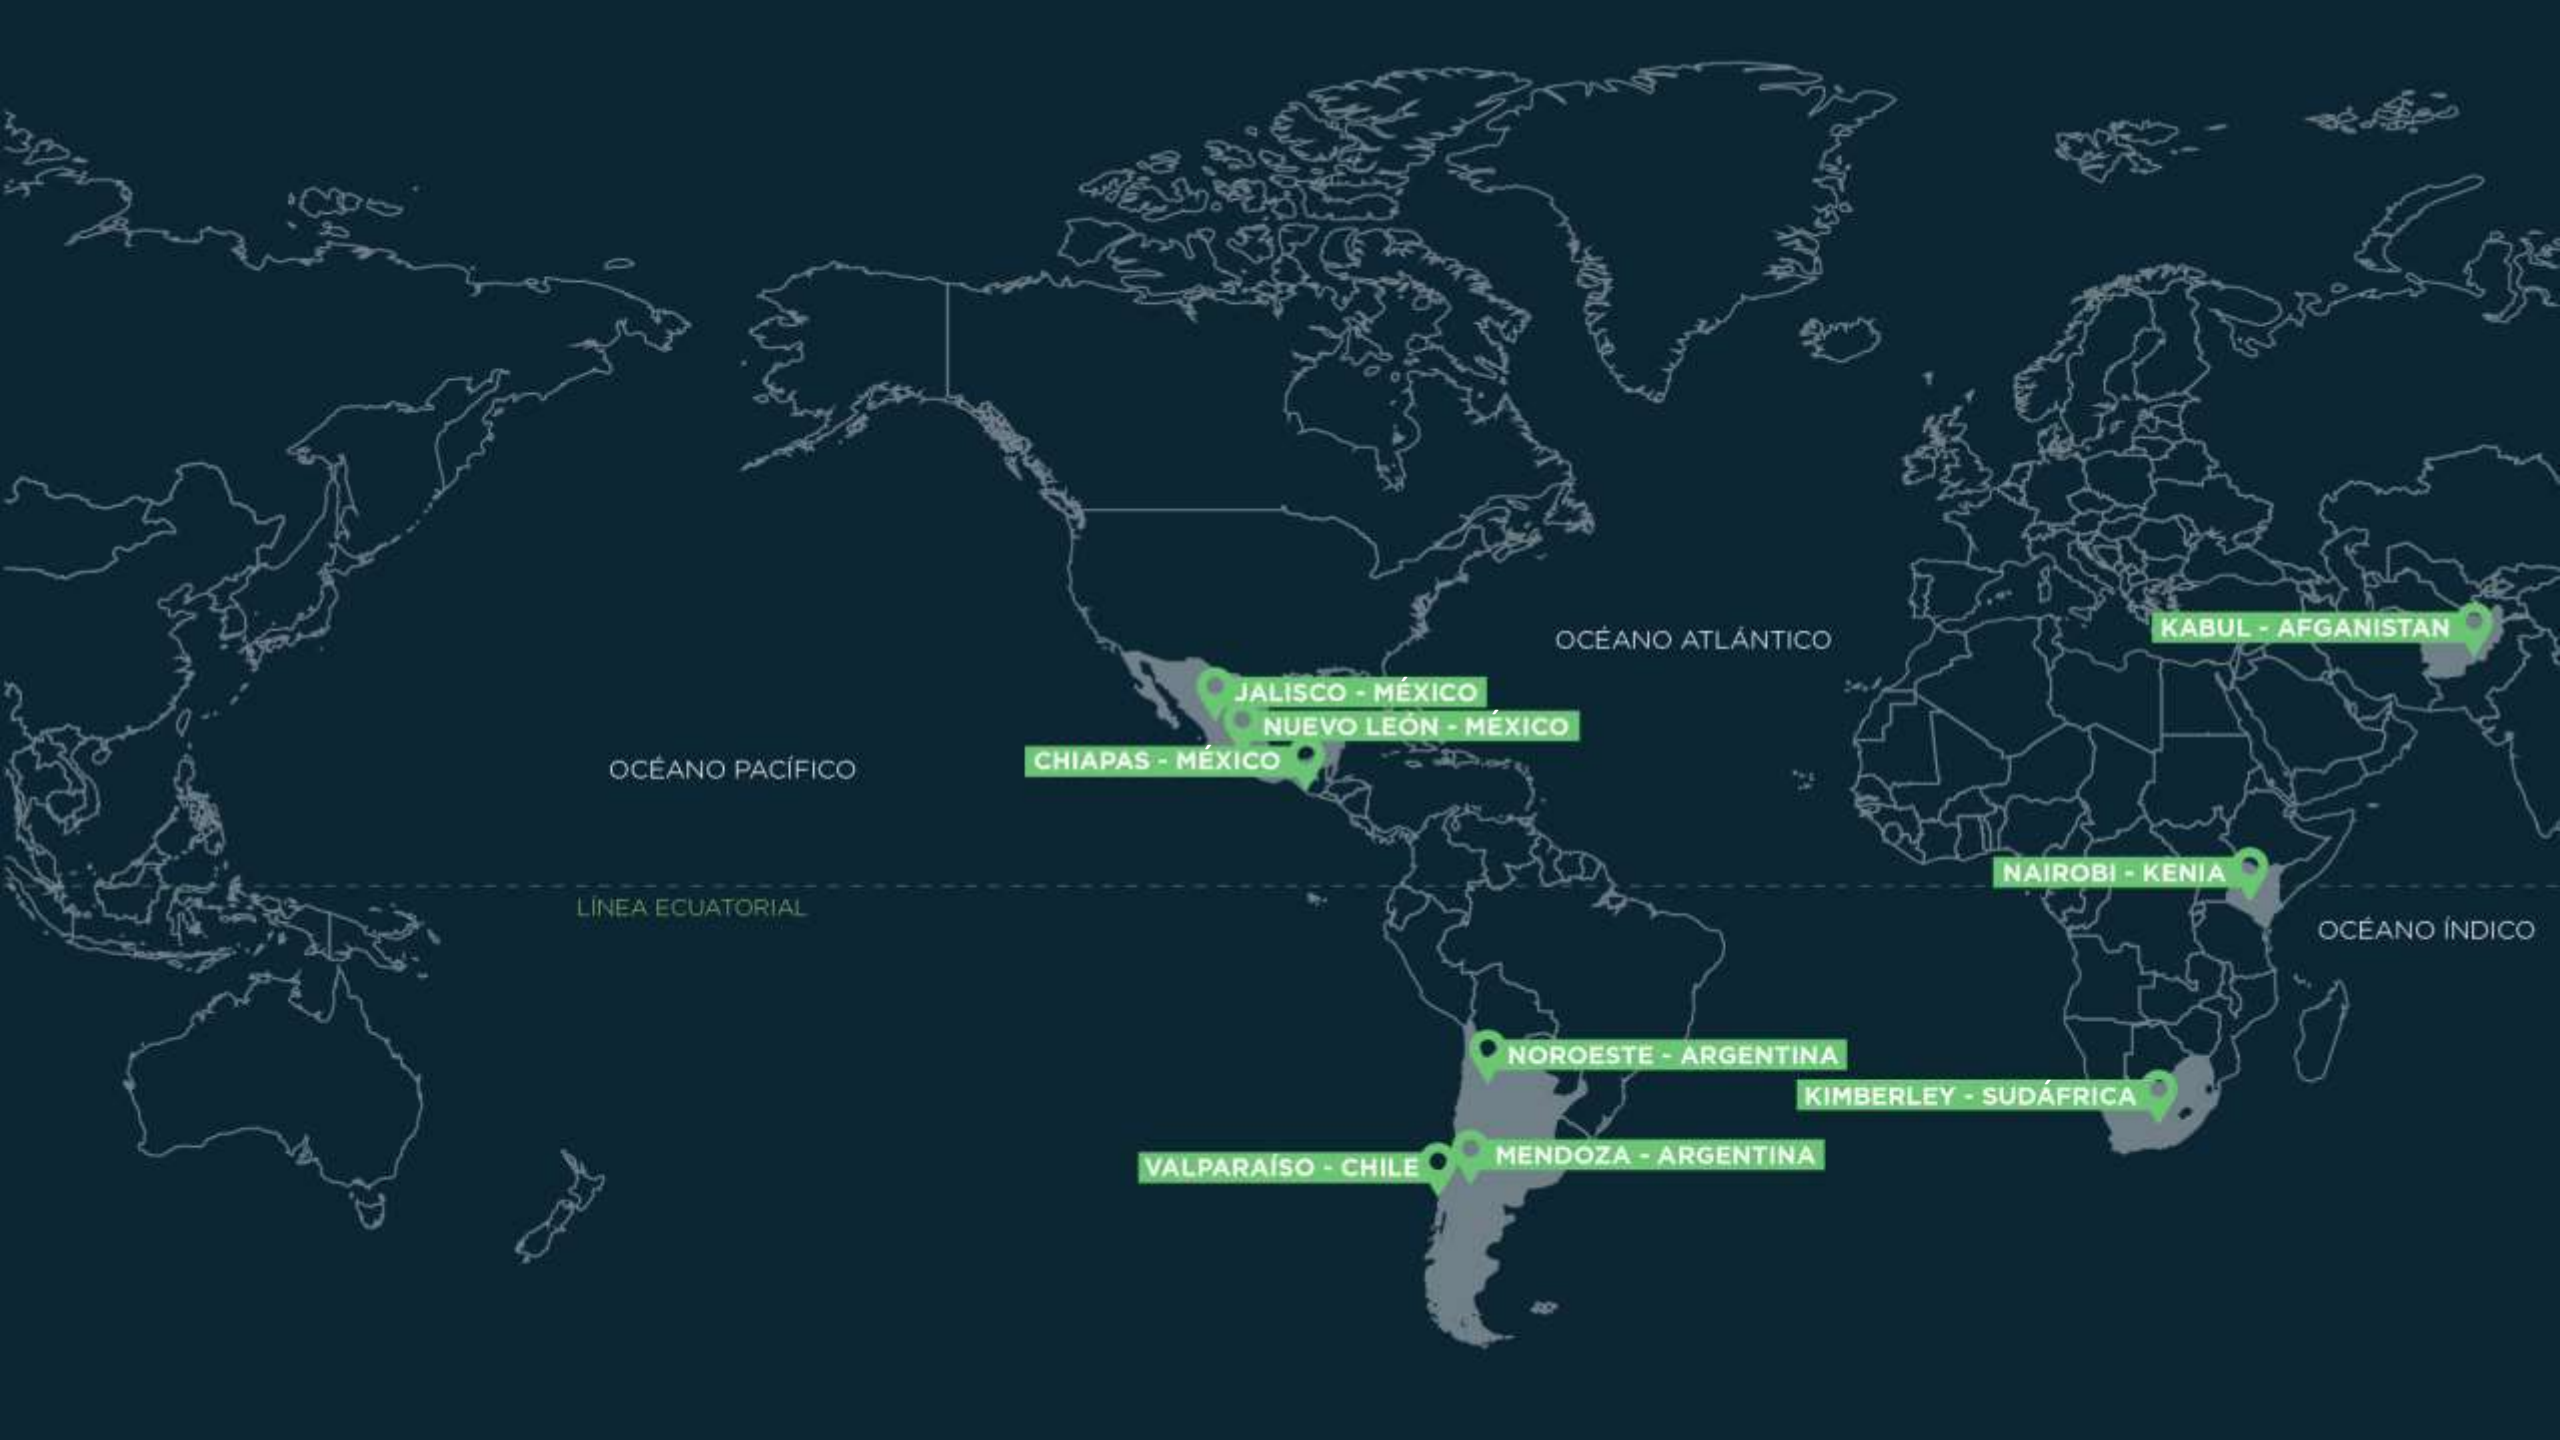 OCÉANO ATLÁNTICO
KABUL - AFGANISTAN
JALISCO - MÉXICO
NUEVO LEÓN - MÉXICO
CHIAPAS - MÉXICO
OCÉANO PACÍFICO
NAIROBI - KENIA
LÍNEA ECUATORIAL
OCÉANO ÍNDICO
NOROESTE - ARGENTINA
KIMBERLEY - SUDÁFRICA
MENDOZA - ARGENTINA
VALPARAÍSO - CHILE